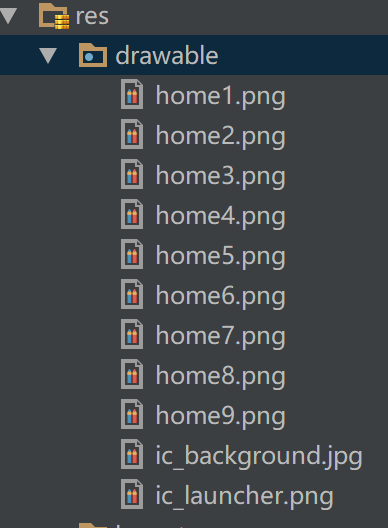 res
drawable
home1.png
home2.png
home3.png
home4.png
home5.png
home6.png
home7.png
home8.png
home9.png
ic_background.jpg
ic_launcher.png